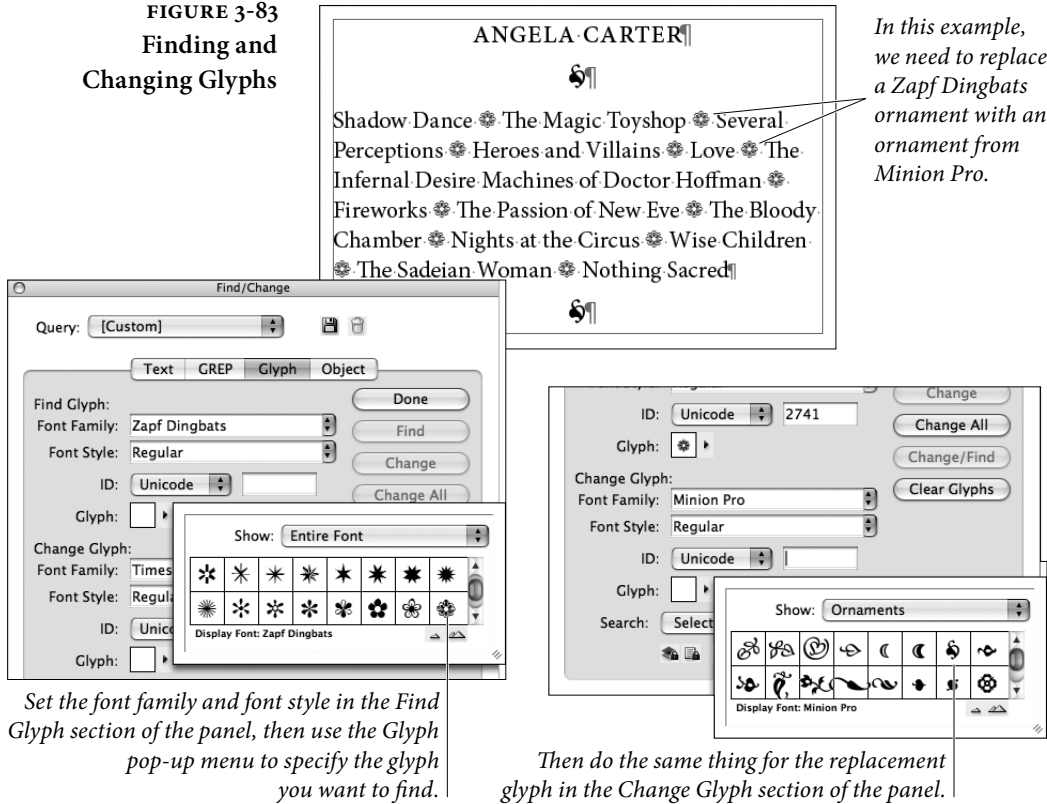 FIGURE 3-83
Finding and
Changing Glyphs
ANGELA·CARTER¶
¶
Shadow·Dance·❁·The·Magic·Toyshop·❁·Several·
Perceptions·❁·Heroes·and·Villains·❁·Love·❁·The·
Infernal·Desire·Machines·of·Doctor·Hoffman·❁·
Fireworks·❁·The·Passion·of·New·Eve·❁·The·Bloody·
Chamber·❁·Nights·at·the·Circus·❁·Wise·Children·
❁·The·Sadeian·Woman·❁·Nothing·Sacred¶
¶
In this example,
we need to replace
a Zapf Dingbats
ornament with an
ornament from
Minion Pro.
Find/Change
Query: [Custom]
Text GREP Glyph Object
Find Glyph:
Font Family: Zapf Dingbats
Font Style: Regular
ID: Unicode
Glyph:
Change Glyph:
Font Family: Times
Font Style: Regula
ID: Unico
Glyph:
Done
Find
Change
Change All
Show: Entire Font
Display Font: Zapf Dingbats
Set the font family and font style in the Find
Glyph section of the panel, then use the Glyph
pop-up menu to specify the glyph
you want to find.
ID: Unicode 2741
Glyph: ❁
Change Glyph:
Font Family: Minion Pro
Font Style: Regular
ID: Unicode
Glyph:
Search: Select
Change
Change All
Change/Find
Clear Glyphs
Show: Ornaments
Display Font: Minion Pro
Then do the same thing for the replacement
glyph in the Change Glyph section of the panel.